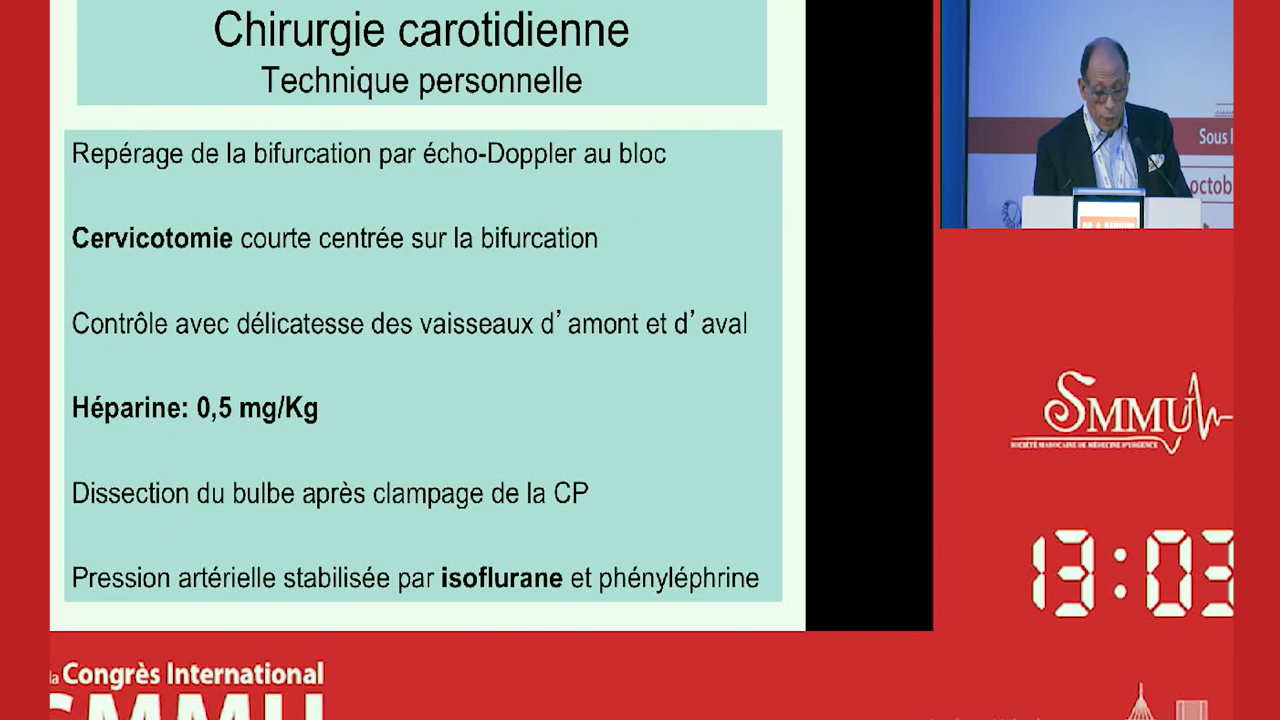 Chirurgie carotidienne
Technique personnelle
Repérage de la bifurcation par écho-Doppler au bloc
Cervicotomie courte centrée sur la bifurcation
Contrôle avec délicatesse des vaisseaux d’ amont et d’ aval
Héparine: 0,5 mg/Kg
Dissection du bulbe après clampage de la CP
Pression artérielle stabilisée par isoflurane et phényléphrine
Sous l
octob
SMMU
SOCIÉTÉ MAROCAINE DE MÉDECINE D'URGENCE
13:03
la Congrès International
SMMU